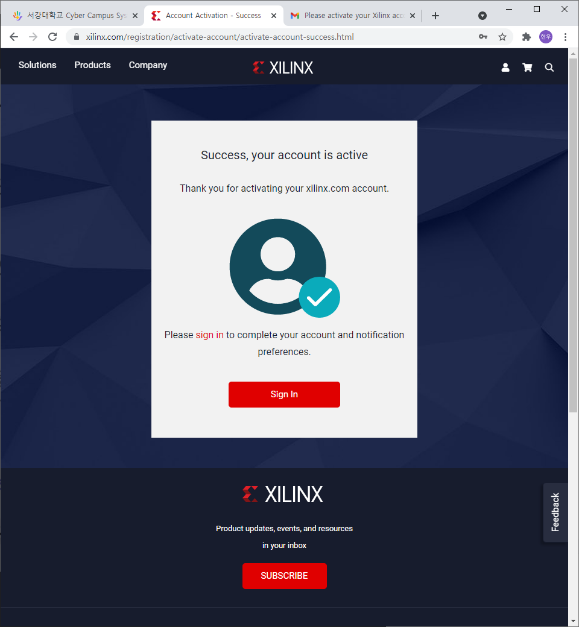 서강대학교 Cyber Campus Sys
Account Activation - Success
Please activate your Xilinx acc
xilinx.com/registration/activate-account/activate-account-success.html
Solutions Products Company XILINX
Success, your account is active
Thank you for activating your xilinx.com account.
Please sign in to complete your account and notification
preferences.
Sign In
XILINX
Product updates, events, and resources
in your inbox
SUBSCRIBE
Feedback